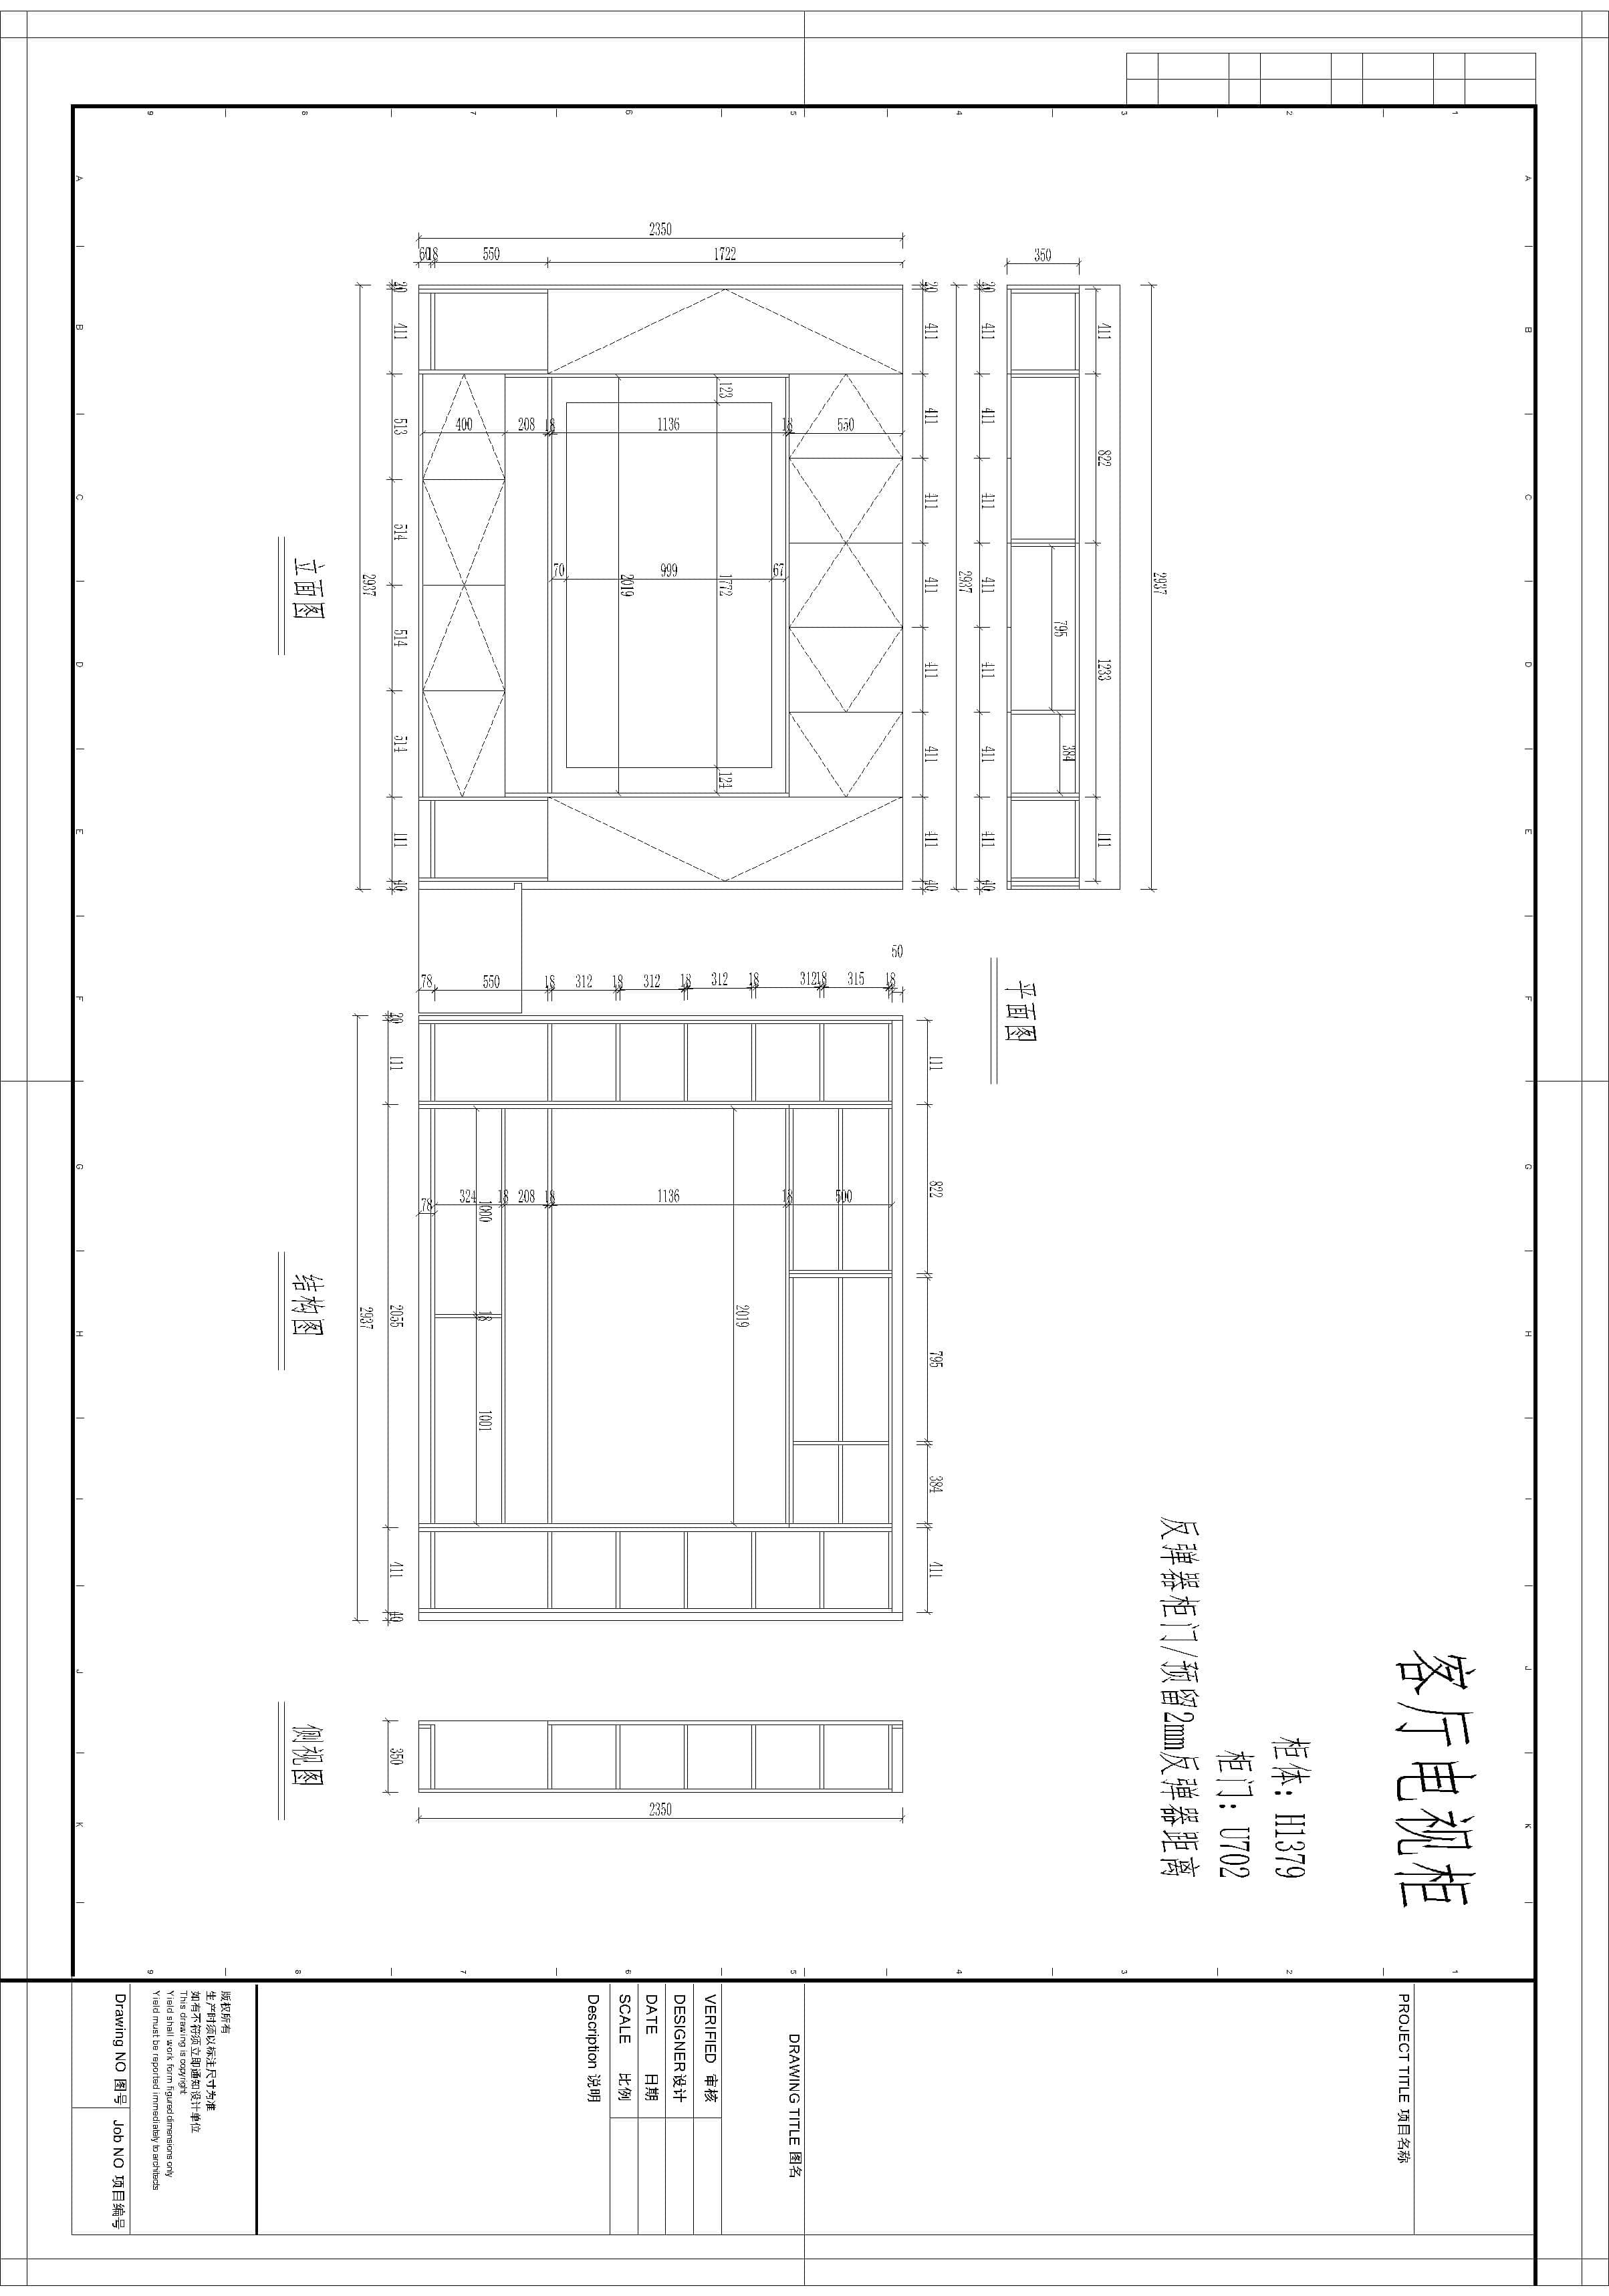 A B C D E F G H I J K
1 1
客厅电视柜
PROJECT TITLE 项目名称
2 2
柜体：H1379
柜门：U702
反弹器柜门/预留2mm反弹器距离
2937
3 3
411 822 1233 111
795 384
350
平面图
20 411 411 411 411 411 411 411 40
2937
4 4
20 411 411 411 411 411 411 411 40
111 822 795 384 411
50
18
315
550
500
18
312
5 5
DRAWING TITLE 图名
18 67 18
18
2019
1722
123 1772 124
312
VERIFIED 审核
18
DESIGNER设计
2350
1136 999
1136
2350
312
DATE 日期
6 6
2019
SCALE 比例
18
Description 说明
312
70
18 18 18
208 208
18
550 550
1000 18 1001
7 7
400 324
18
60
78 78
20 411 513 514 514 514 111 40
20 111 2055 411 40
350
2937
2937
立面图
结构图
侧视图
8 8
版权所有
生产时须以标注尺寸为准
如有不符须立即通知设计单位
This drawing is copyright
Yield shall work form figured dimensions only
Yield must be reported immediately to architects
9 9
Drawing NO 图号
Job NO 项目编号
A B C D E F G H I J K